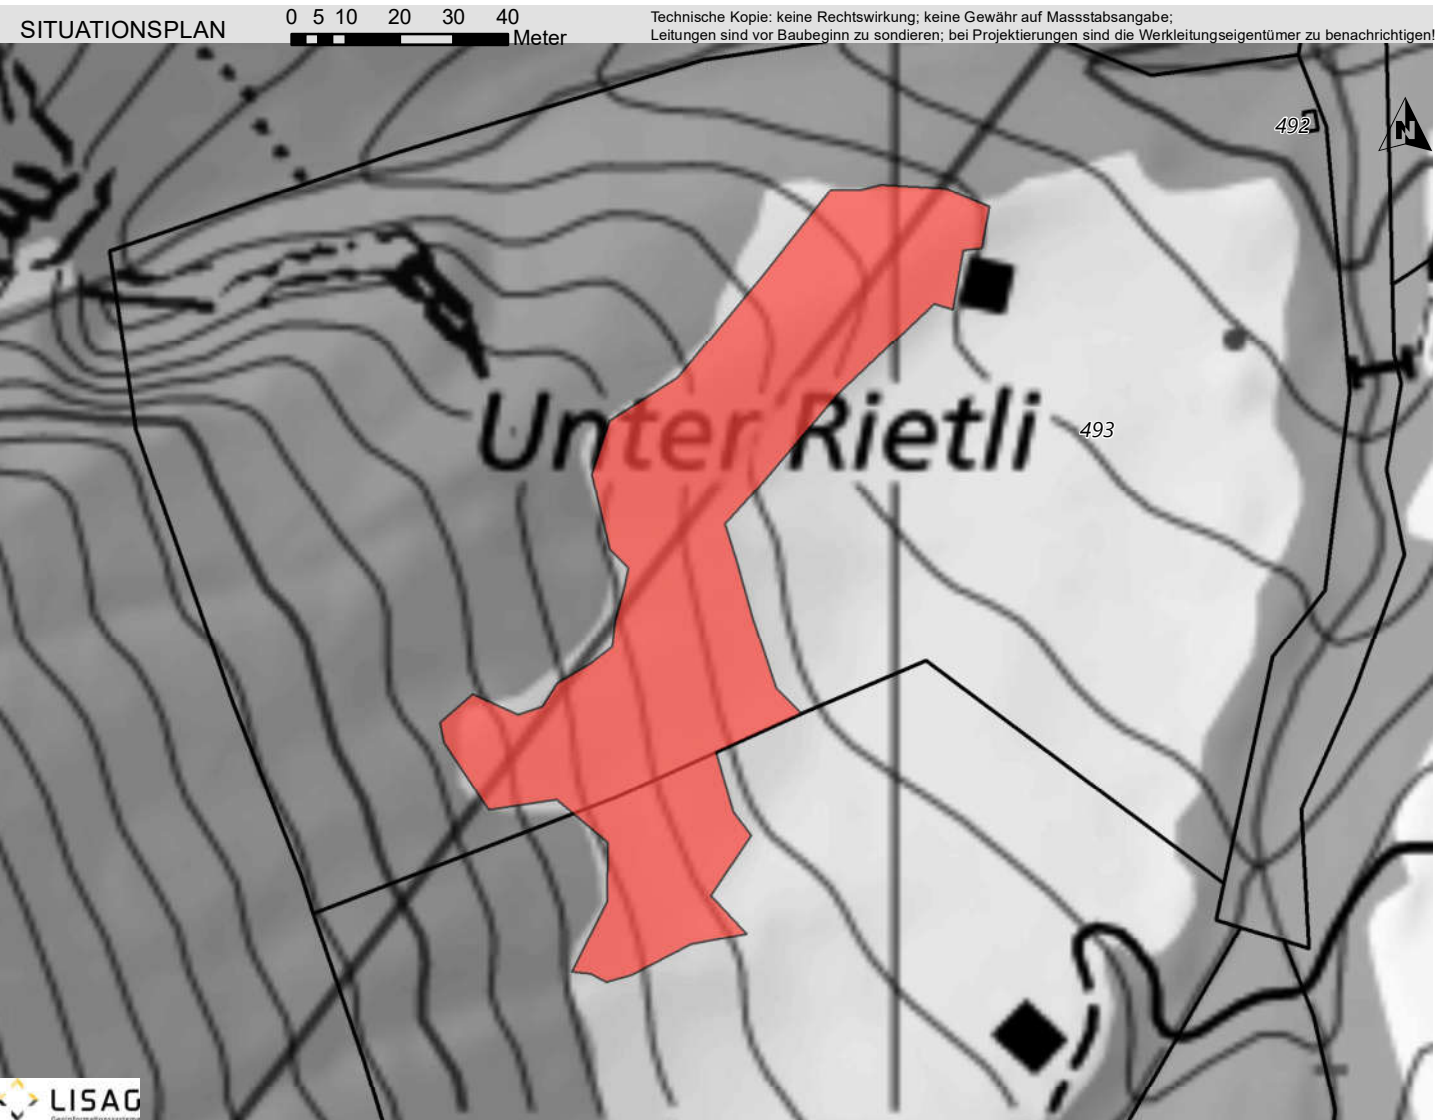 SITUATIONSPLAN
0 5 10 20 30 40
Meter
Technische Kopie: keine Rechtswirkung; keine Gewähr auf Massstabsangabe;
Leitungen sind vor Baubeginn zu sondieren; bei Projektierungen sind die Werkleitungseigentümer zu benachrichtigen!
492
N
Unter Rietli
493
LISAG